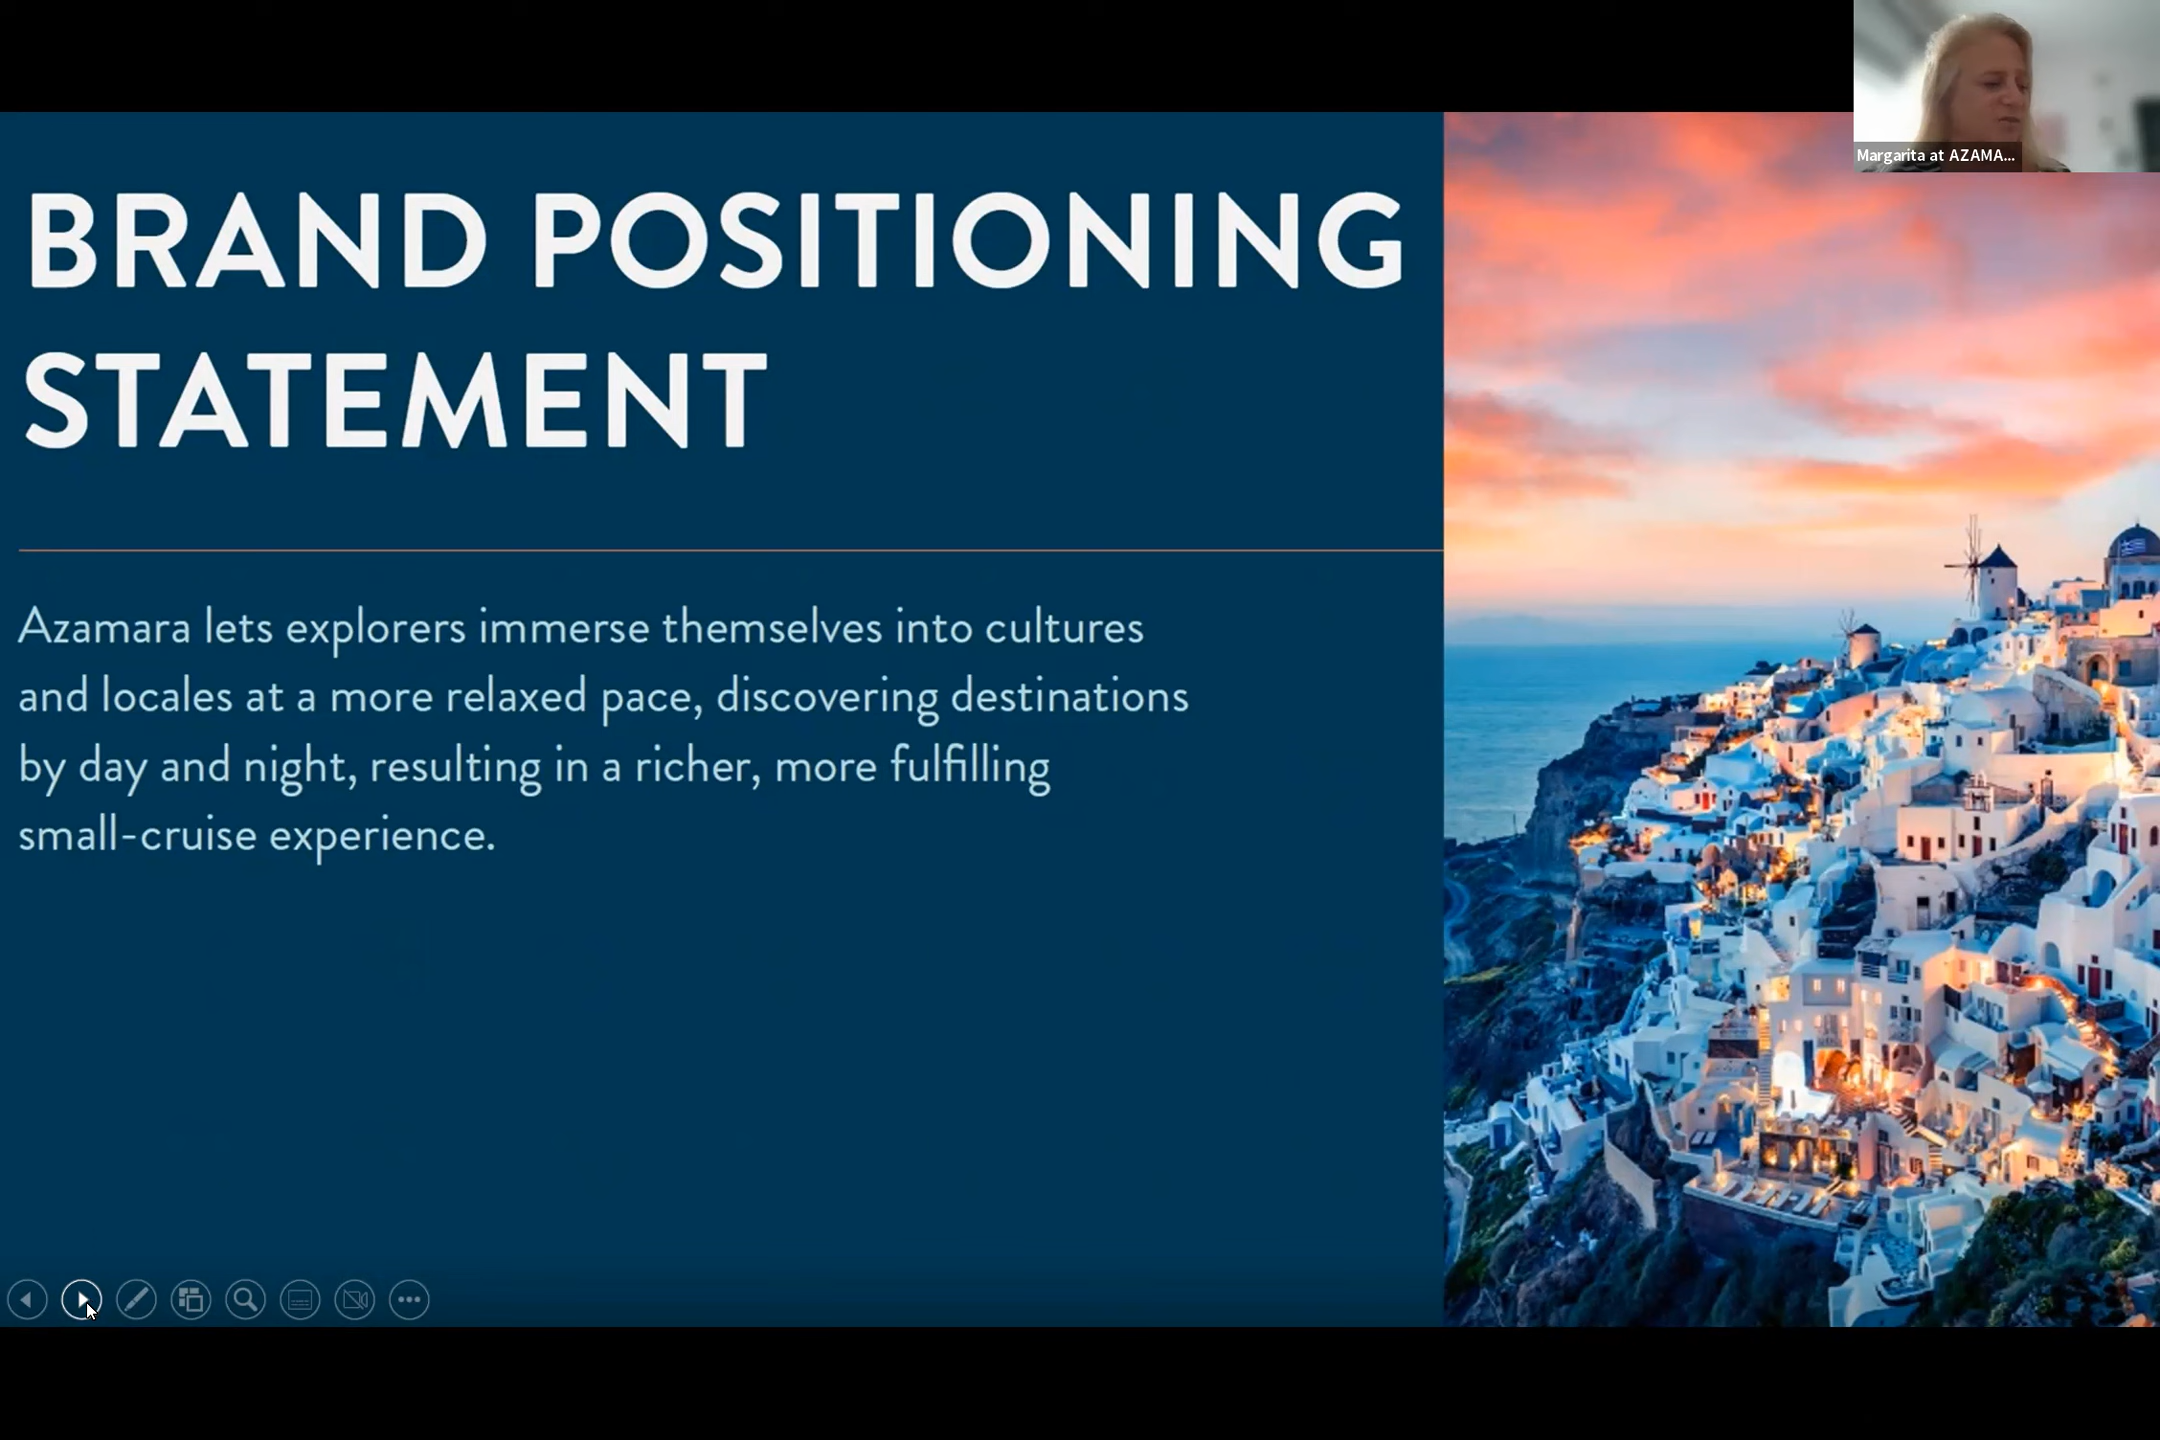 Margarita at AZAMA...
BRAND POSITIONING
STATEMENT
Azamara lets explorers immerse themselves into cultures
and locales at a more relaxed pace, discovering destinations
by day and night, resulting in a richer, more fulfilling
small-cruise experience.